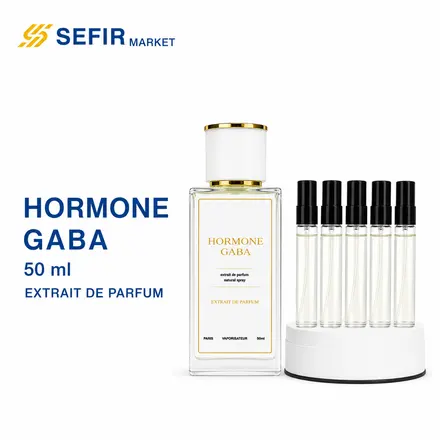 SEFIR MARKET
HORMONE
GABA
50 ml
EXTRAIT DE PARFUM
HORMONE
GABA
extrait de parfum
natural spray
EXTRAIT DE PARFUM
PARIS VAPORISATEUR 50ml